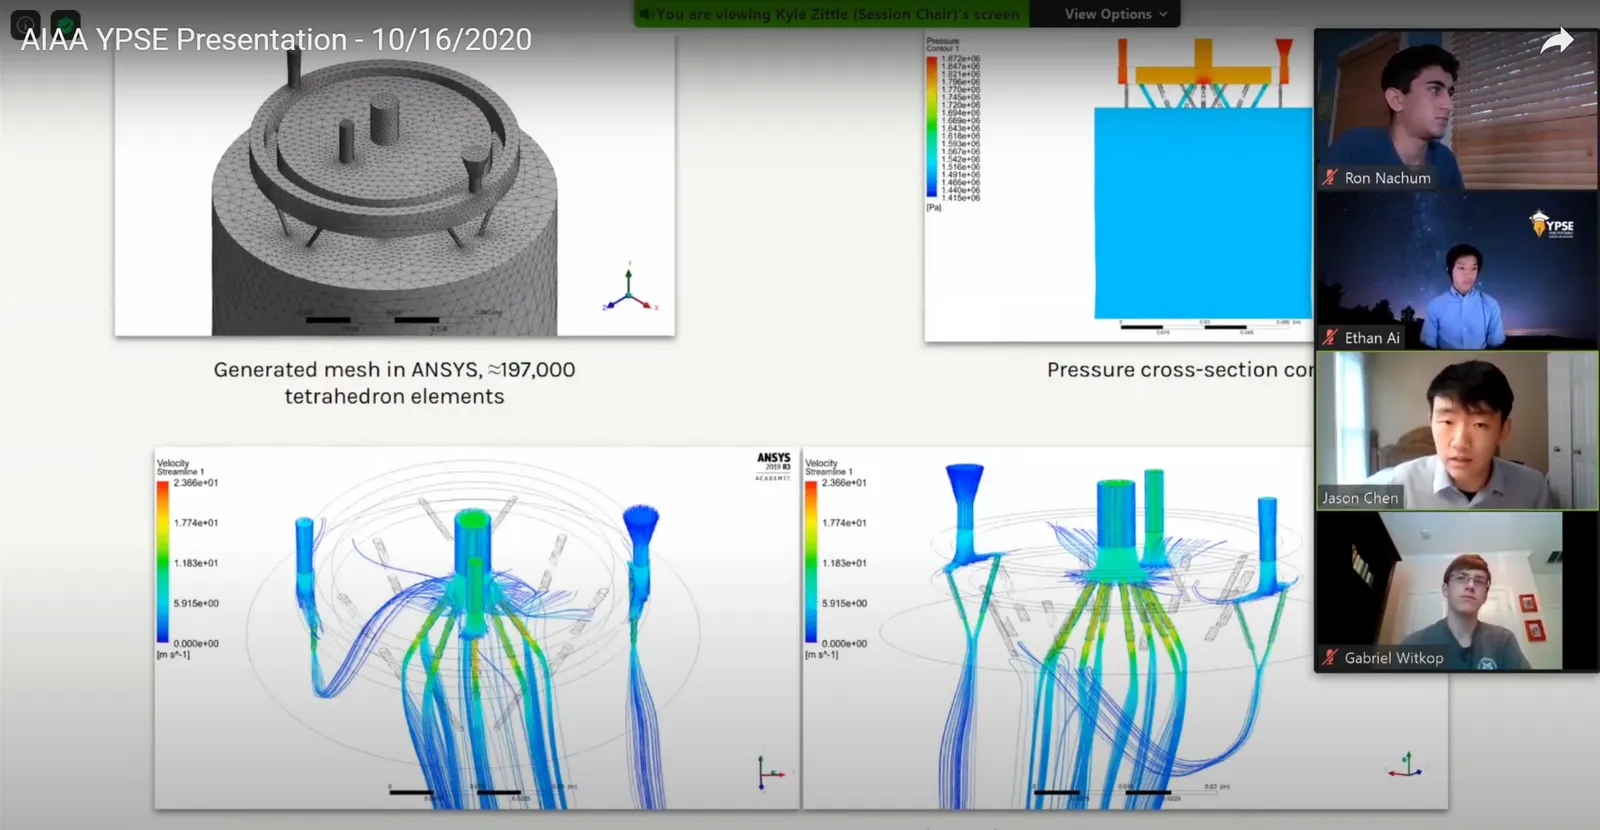 You are viewing Kyle Zittle (Session Chair)'s screen
View Options
AIAA YPSE Presentation - 10/16/2020
Generated mesh in ANSYS, ≈197,000
tetrahedron elements
Pressure
Contour 1
1.872e+06
1.847e+06
1.821e+06
1.796e+06
1.770e+06
1.745e+06
1.720e+06
1.694e+06
1.669e+06
1.643e+06
1.618e+06
1.593e+06
1.567e+06
1.542e+06
1.516e+06
1.491e+06
1.466e+06
1.440e+06
1.415e+06
[Pa]
Pressure cross-section con
Velocity
Streamline 1
2.366e+01
1.774e+01
1.183e+01
5.915e+00
0.000e+00
[m s^-1]
ANSYS
2019 R3
ACADEMIC
Velocity
Streamline 1
2.366e+01
1.774e+01
1.183e+01
5.915e+00
0.000e+00
[m s^-1]
Ron Nachum
YPSE
Ethan Ai
Jason Chen
Gabriel Witkop